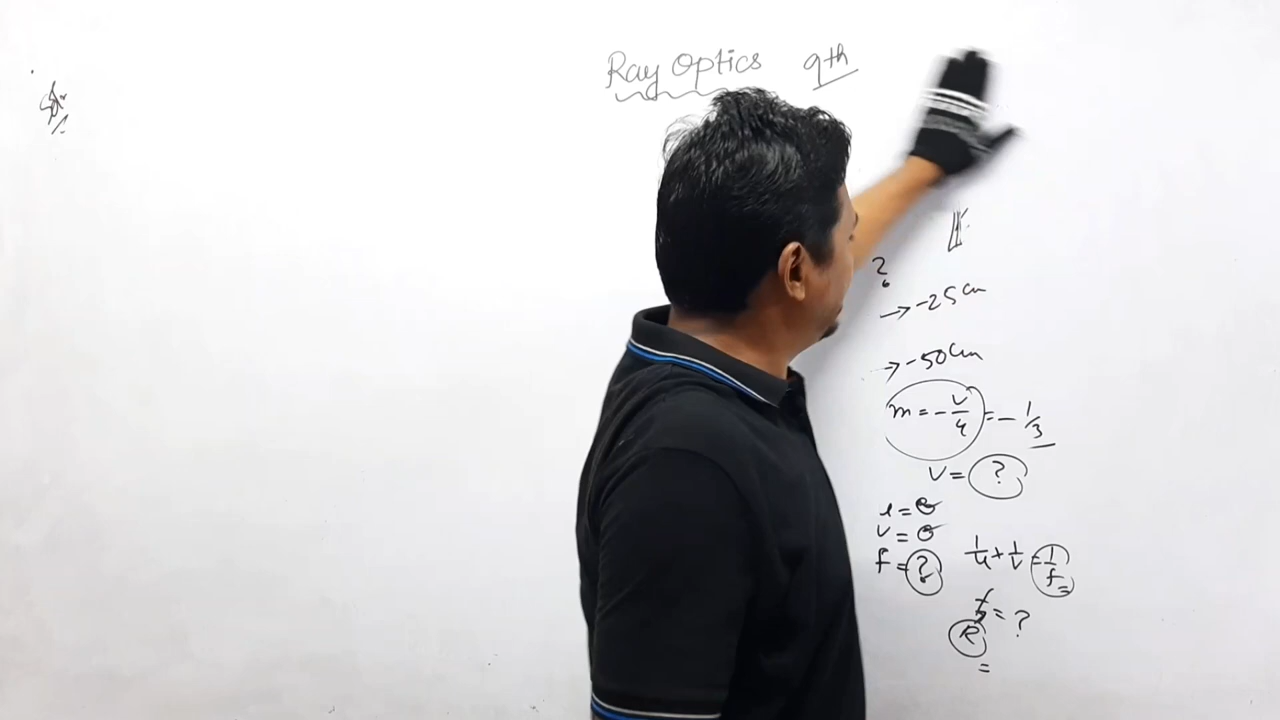 Ray Optics 9th
?
→ -25 cm
→ -50 cm
m = - v/u = - 1/3
v = ?
u =
v =
f = ?
1/u + 1/v = 1/f
= ?
R
=